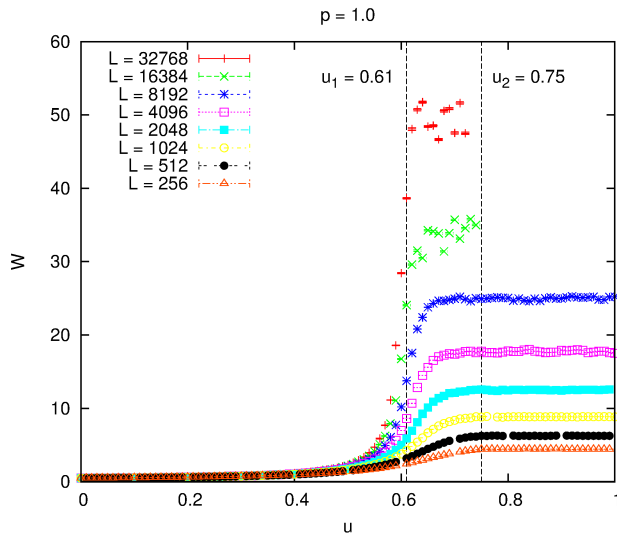 p = 1.0
60
50
40
30
20
10
0
W
L = 32768
L = 16384
L = 8192
L = 4096
L = 2048
L = 1024
L = 512
L = 256
u₁ = 0.61
u₂ = 0.75
0
0.2
0.4
0.6
0.8
1
u